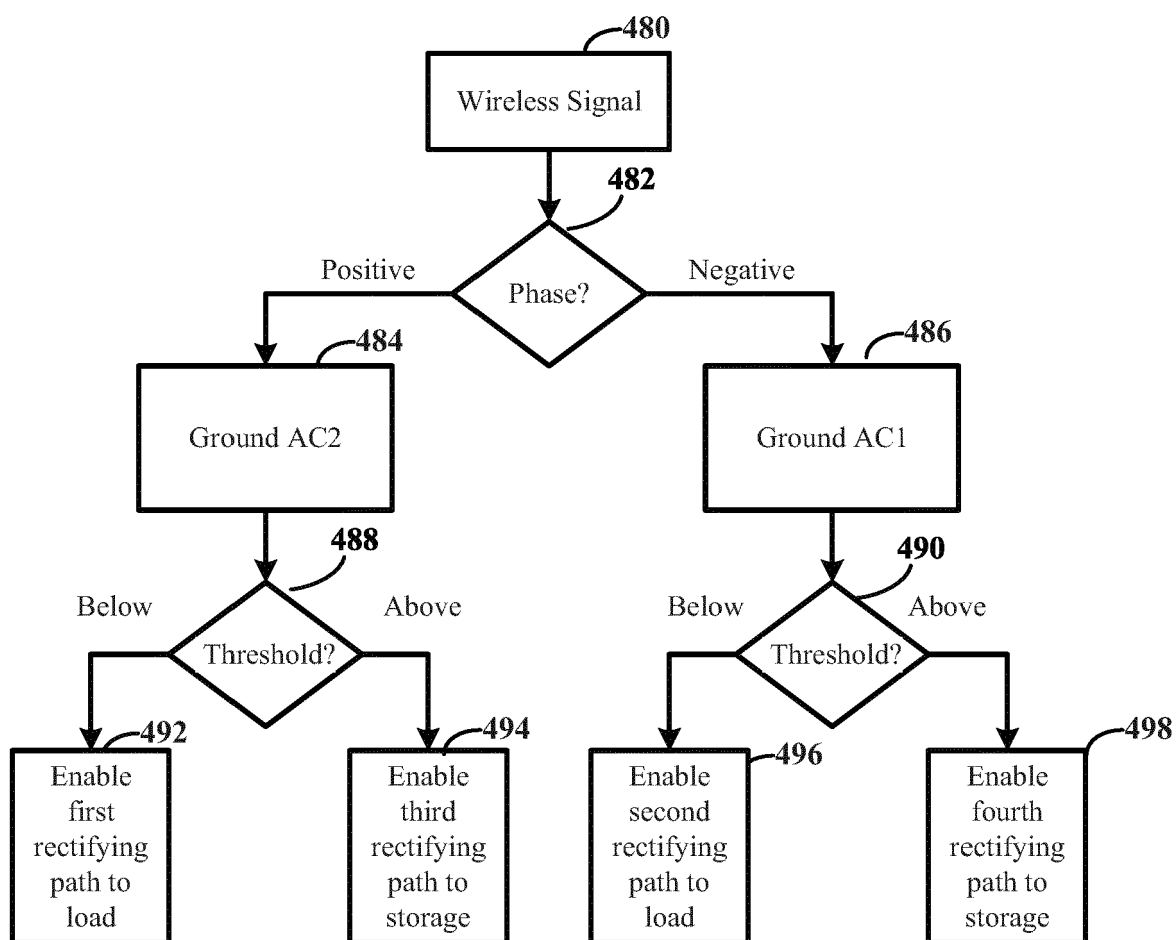 480
Wireless Signal
482
Positive
Negative
Phase?
484
486
Ground AC2
Ground AC1
488
490
Below
Above
Below
Above
Threshold?
Threshold?
492
494
496
498
Enable
first
rectifying
path to
load
Enable
third
rectifying
path to
storage
Enable
second
rectifying
path to
load
Enable
fourth
rectifying
path to
storage